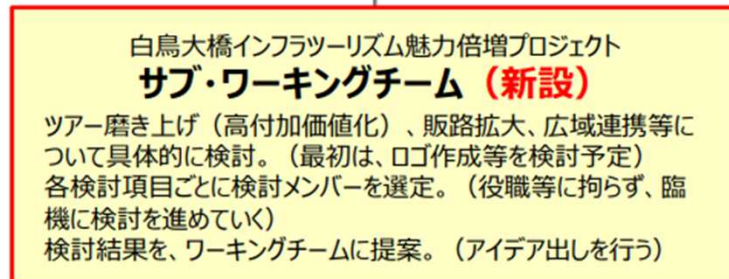 白鳥大橋インフラツーリズム魅力倍増プロジェクト
サブ・ワーキングチーム（新設）
ツアー磨き上げ（高付加価値化）、販路拡大、広域連携等に
ついて具体的に検討。（最初は、ロゴ作成等を検討予定）
各検討項目ごとに検討メンバーを選定。（役職等に拘らず、臨
機に検討を進めていく）
検討結果を、ワーキングチームに提案。（アイデア出しを行う）